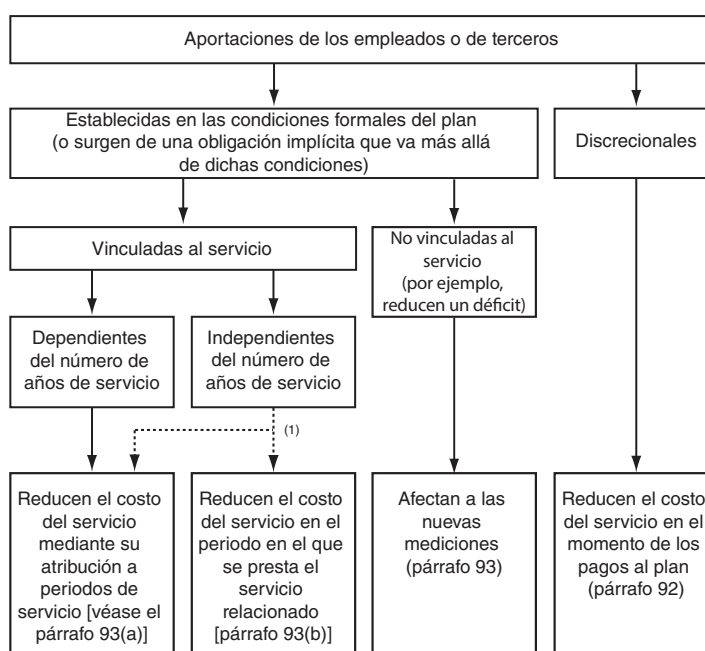 Aportaciones de los empleados o de terceros
Establecidas en las condiciones formales del plan
(o surgen de una obligación implícita que va más allá
de dichas condiciones)
Discrecionales
Vinculadas al servicio
No vinculadas al
servicio
(por ejemplo,
reducen un déficit)
Dependientes
del número de
años de servicio
Independientes
del número de
años de servicio
(1)
Reducen el costo
del servicio
mediante su
atribución a
periodos de
servicio [véase el
párrafo 93(a)]
Reducen el costo
del servicio en el
periodo en el que
se presta el
servicio
relacionado
[párrafo 93(b)]
Afectan a las
nuevas
mediciones
(párrafo 93)
Reducen el costo
del servicio en el
momento de los
pagos al plan
(párrafo 92)